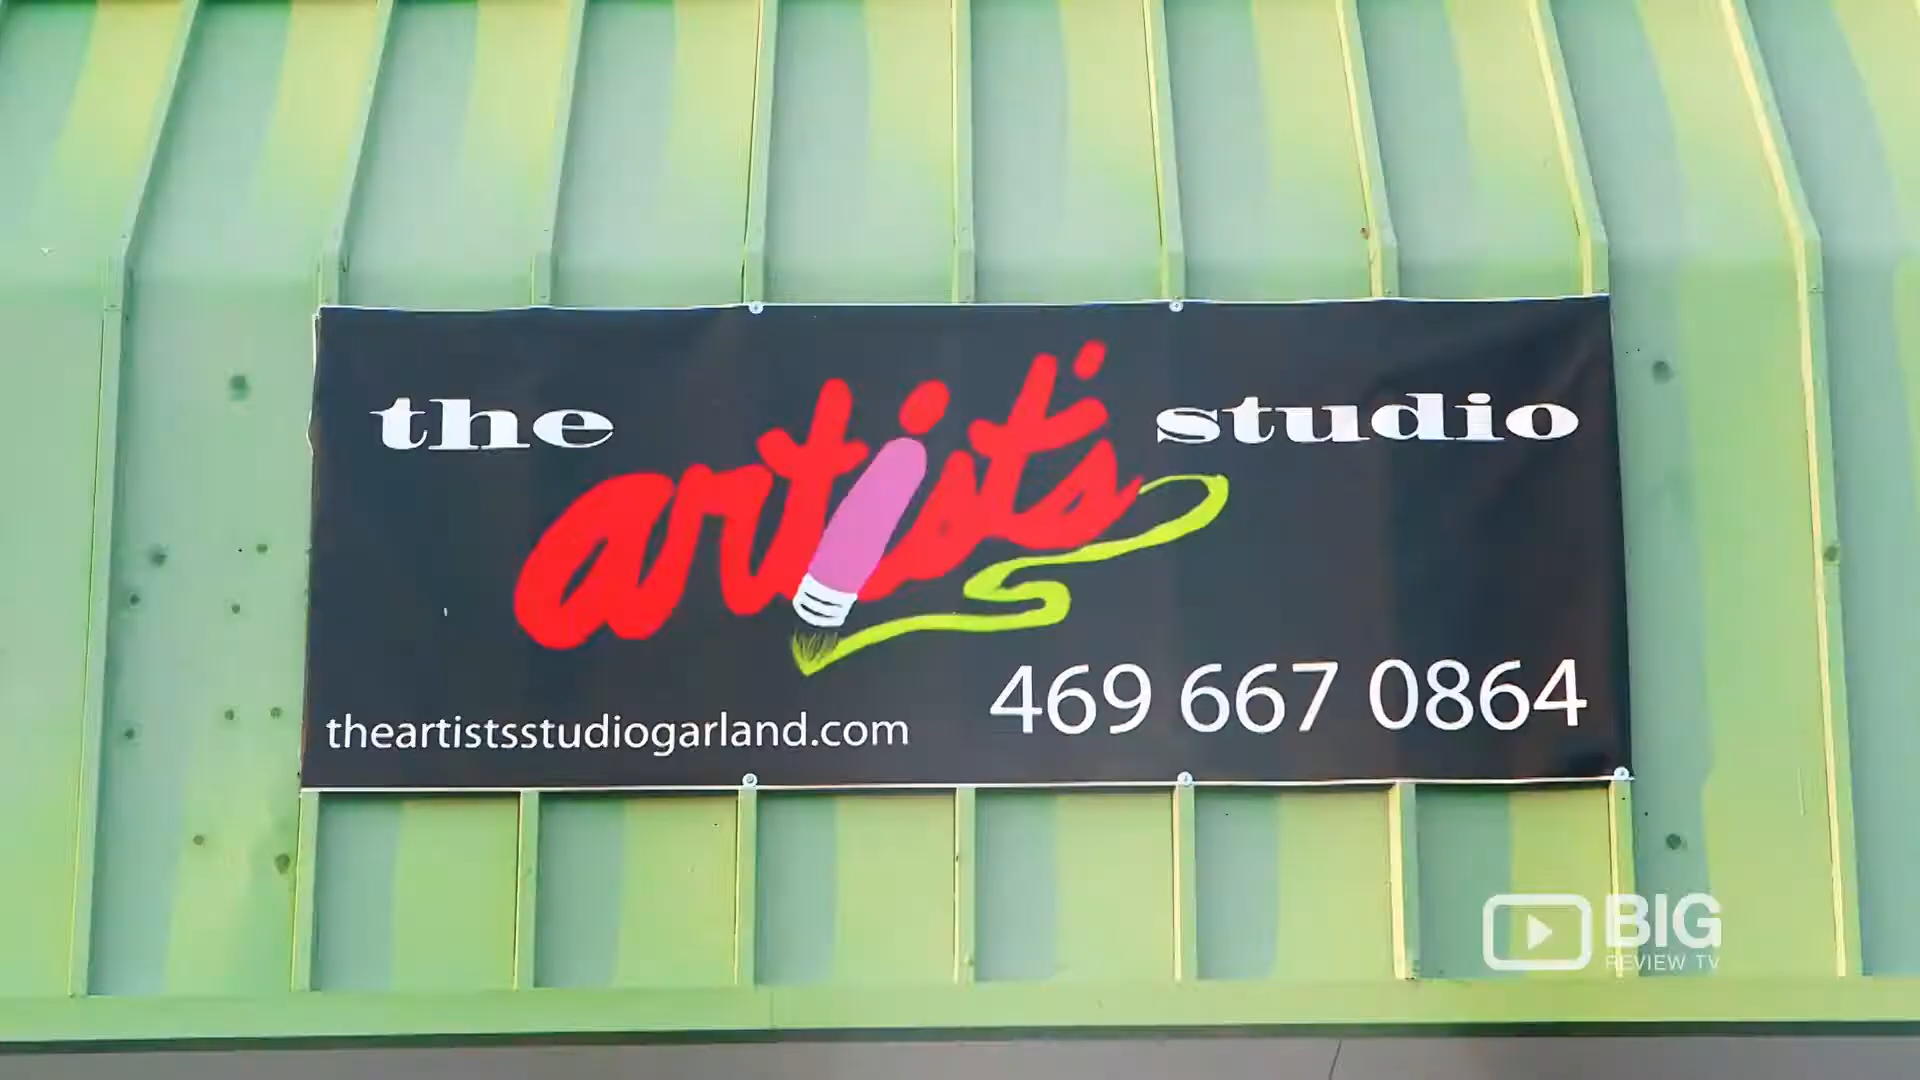 the artist's studio
469 667 0864
theartistsstudiogarland.com
BIG
REVIEW TV